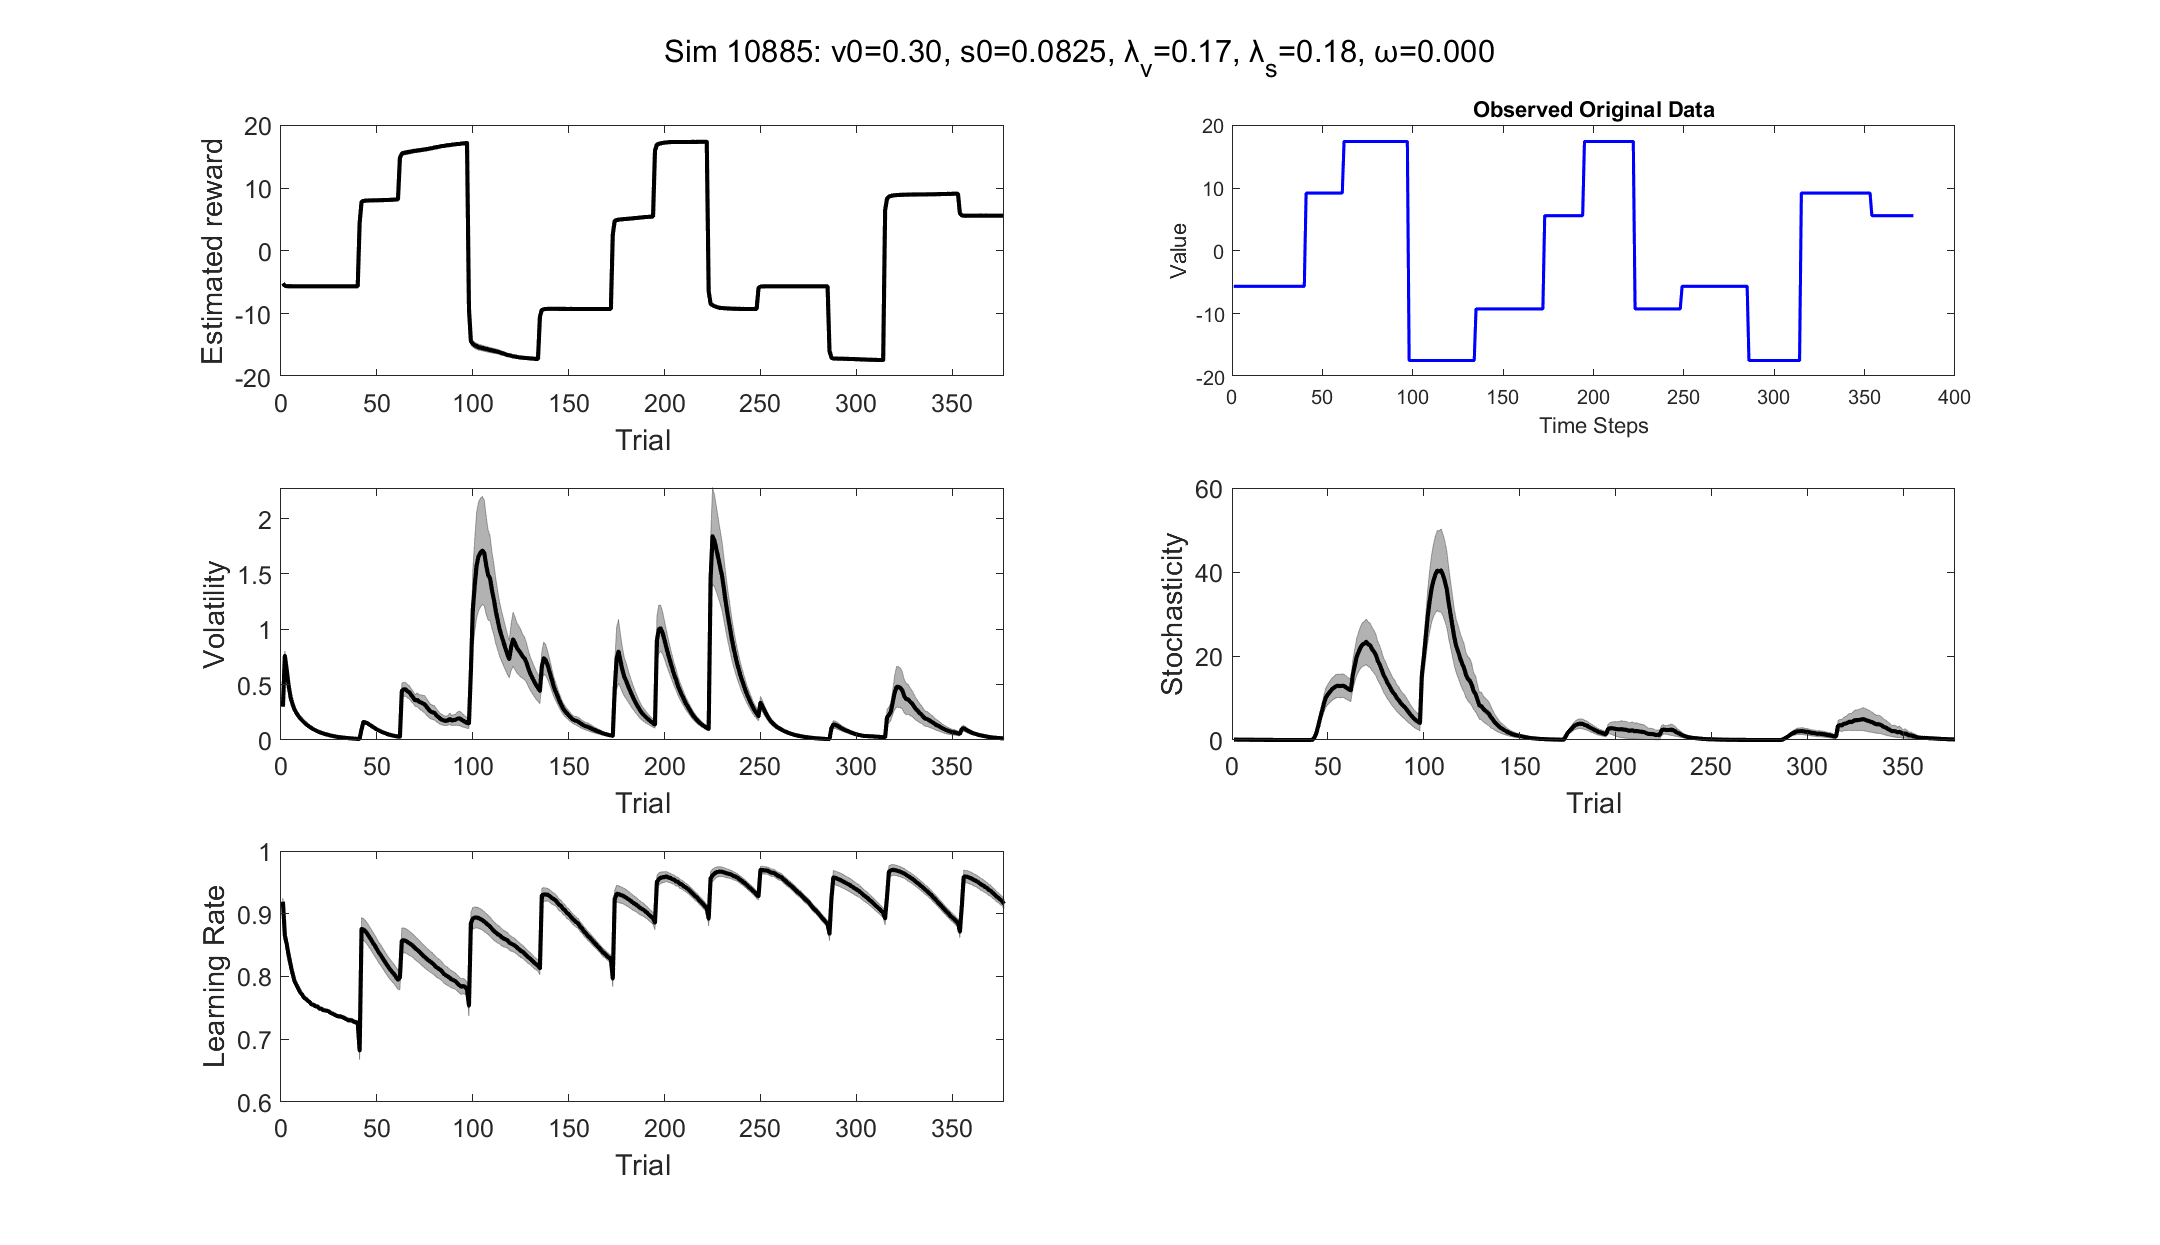 Sim 10885: v0=0.30, s0=0.0825, λv=0.17, λs=0.18, ω=0.000
Estimated reward
20
10
0
-10
-20
0 50 100 150 200 250 300 350
Trial
Observed Original Data
Value
20
10
0
-10
-20
0 50 100 150 200 250 300 350 400
Time Steps
Volatility
2
1.5
1
0.5
0
0 50 100 150 200 250 300 350
Trial
Stochasticity
60
40
20
0
0 50 100 150 200 250 300 350
Trial
Learning Rate
1
0.9
0.8
0.7
0.6
0 50 100 150 200 250 300 350
Trial